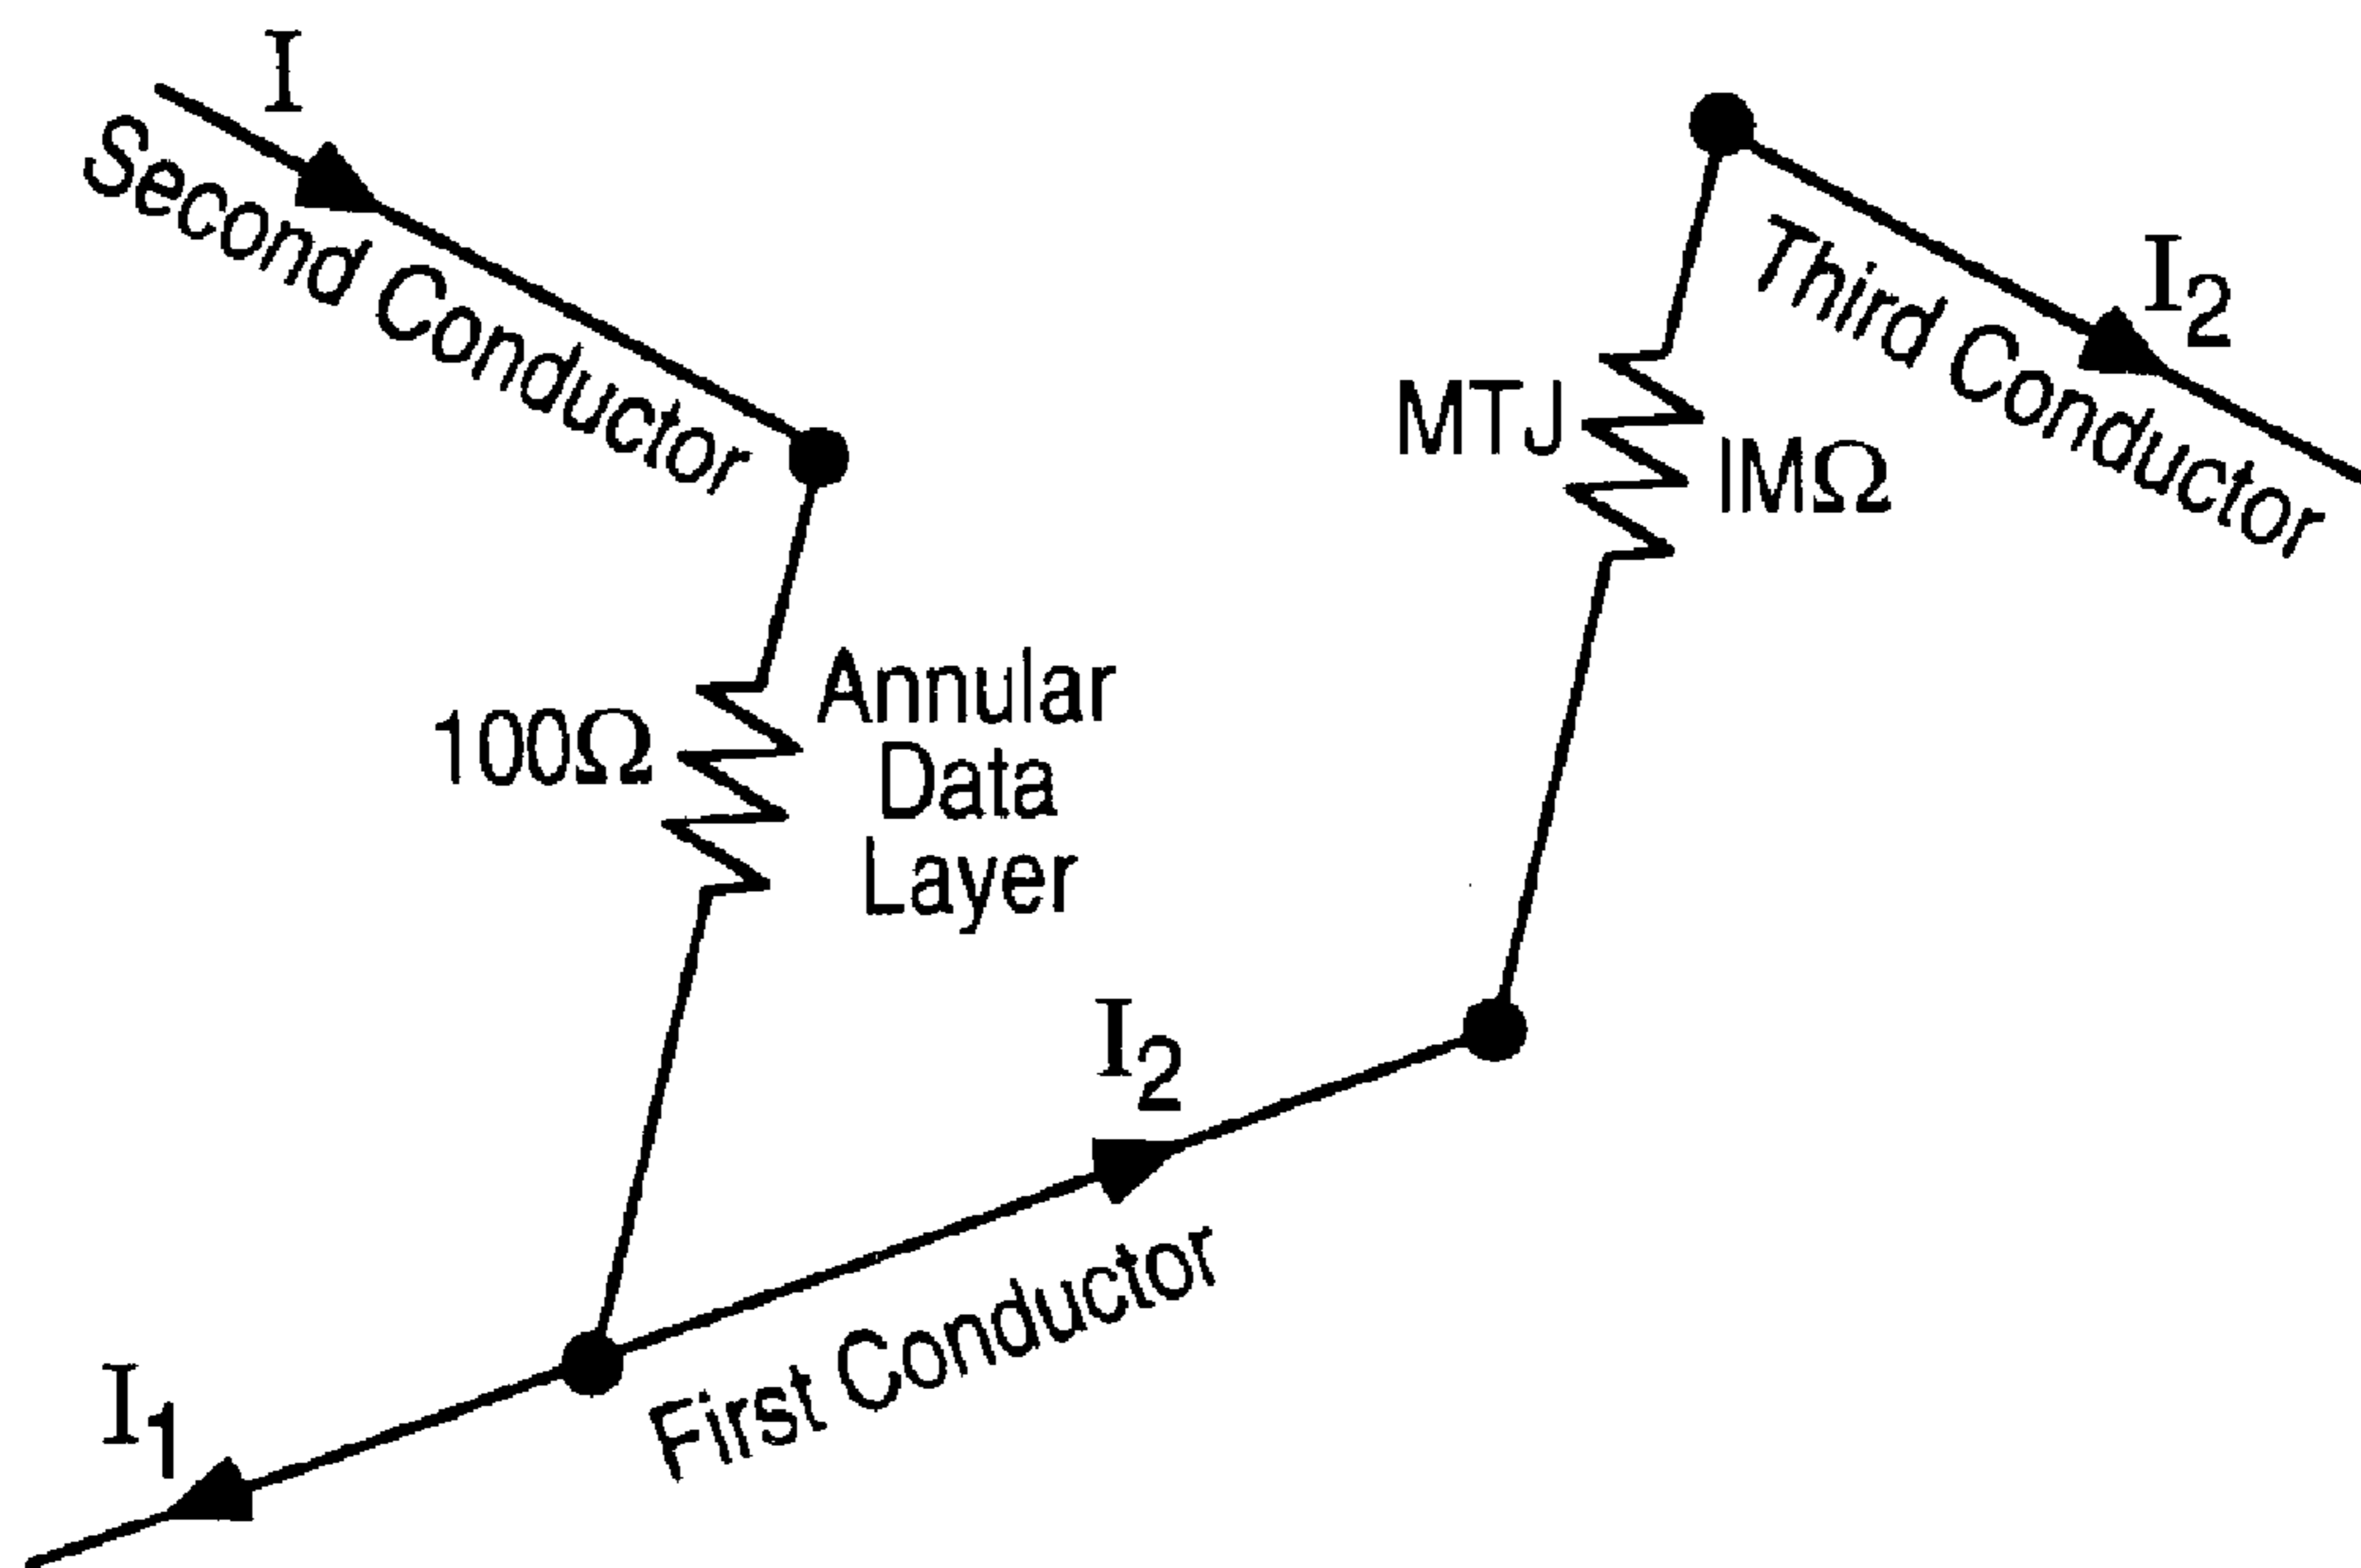 I
Second Conductor
I2
Third Conductor
MTJ
IMΩ
100Ω
Annular
Data
Layer
I2
First Conductor
I1